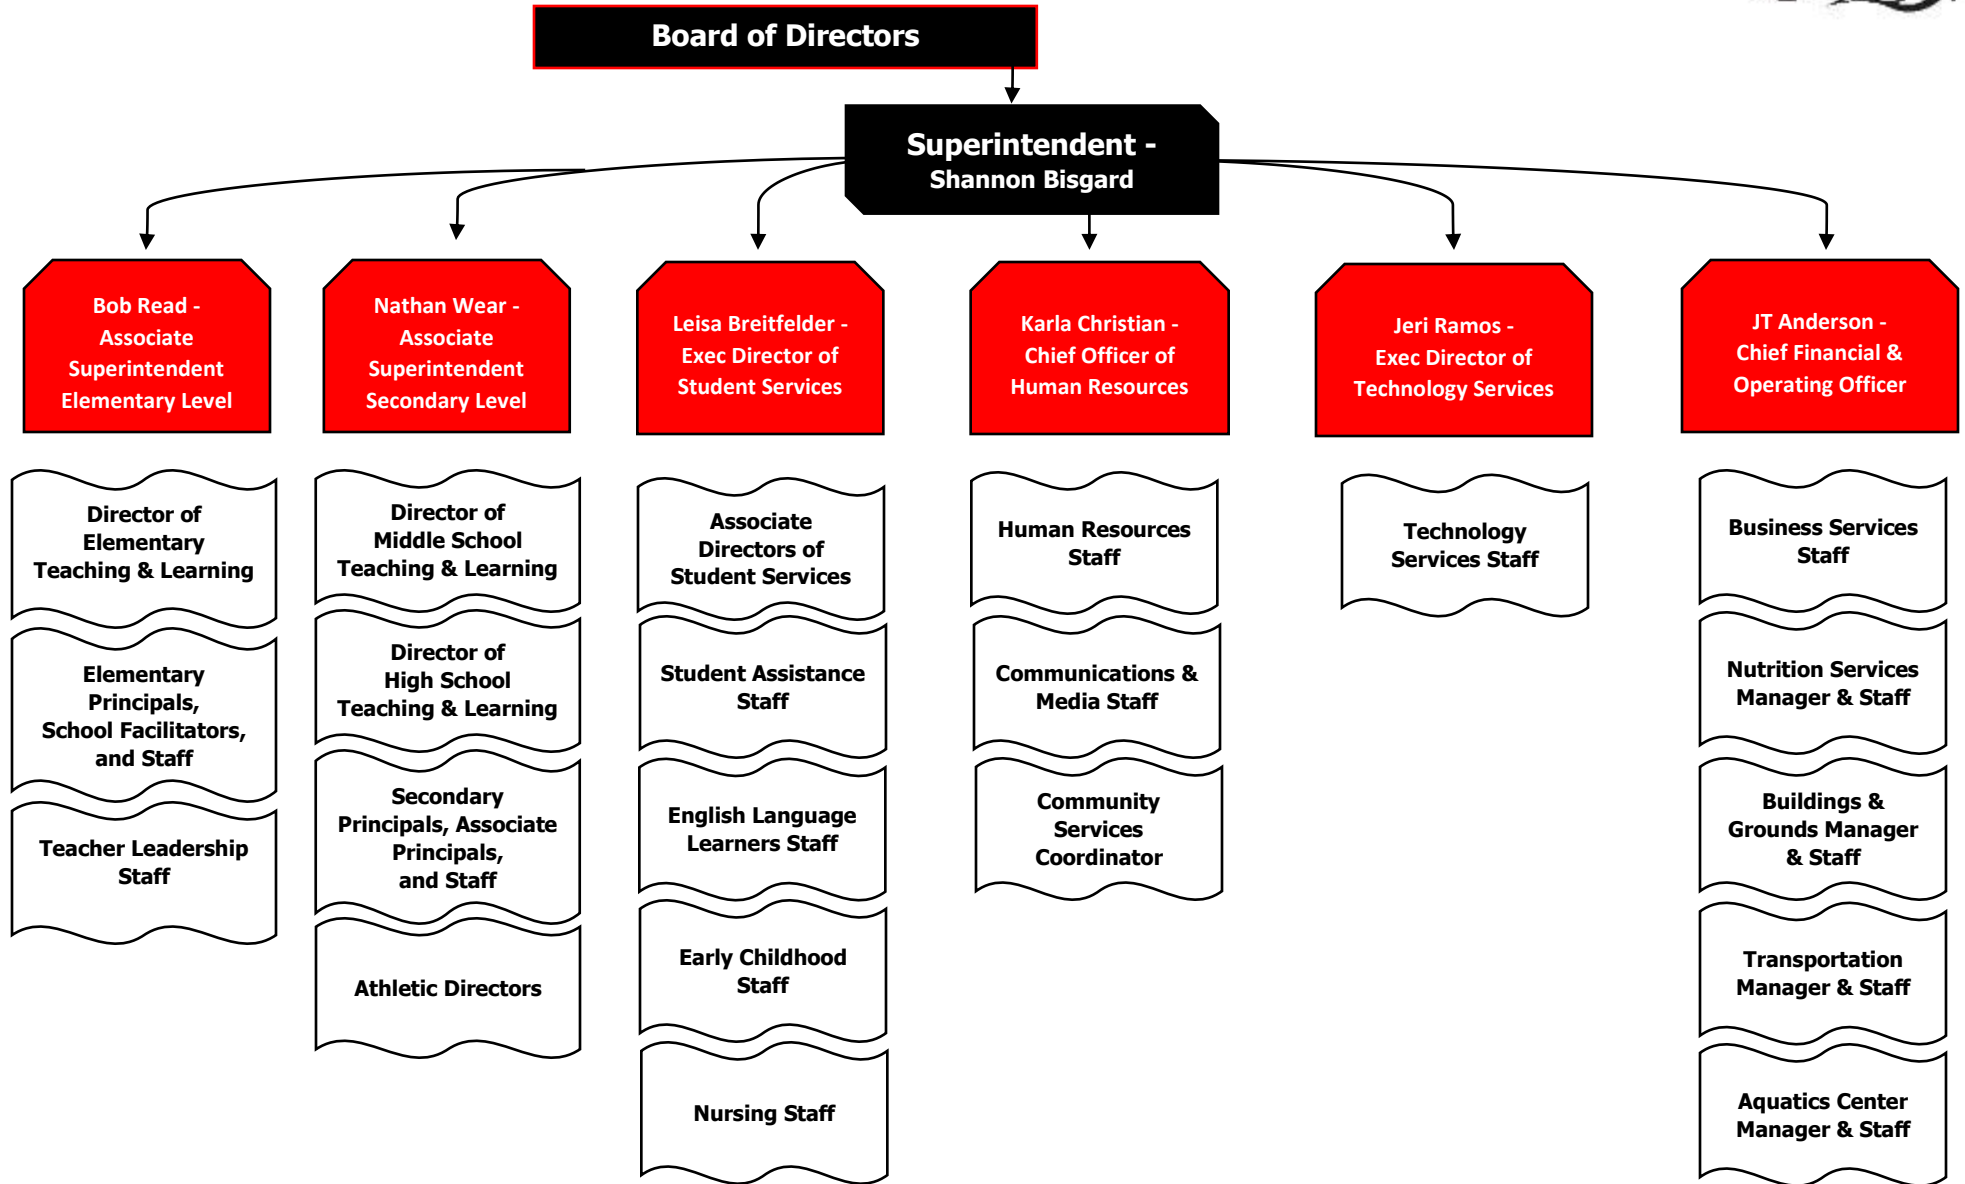 Board of Directors
Superintendent -
Shannon Bisgard
Bob Read -
Associate
Superintendent
Elementary Level
Nathan Wear -
Associate
Superintendent
Secondary Level
Leisa Breitfelder -
Exec Director of
Student Services
Karla Christian -
Chief Officer of
Human Resources
Jeri Ramos -
Exec Director of
Technology Services
JT Anderson -
Chief Financial &
Operating Officer
Director of
Elementary
Teaching & Learning
Elementary
Principals,
School Facilitators,
and Staff
Teacher Leadership
Staff
Director of
Middle School
Teaching & Learning
Director of
High School
Teaching & Learning
Secondary
Principals, Associate
Principals,
and Staff
Athletic Directors
Associate
Directors of
Student Services
Student Assistance
Staff
English Language
Learners Staff
Early Childhood
Staff
Nursing Staff
Human Resources
Staff
Communications &
Media Staff
Community
Services
Coordinator
Technology
Services Staff
Business Services
Staff
Nutrition Services
Manager & Staff
Buildings &
Grounds Manager
& Staff
Transportation
Manager & Staff
Aquatics Center
Manager & Staff